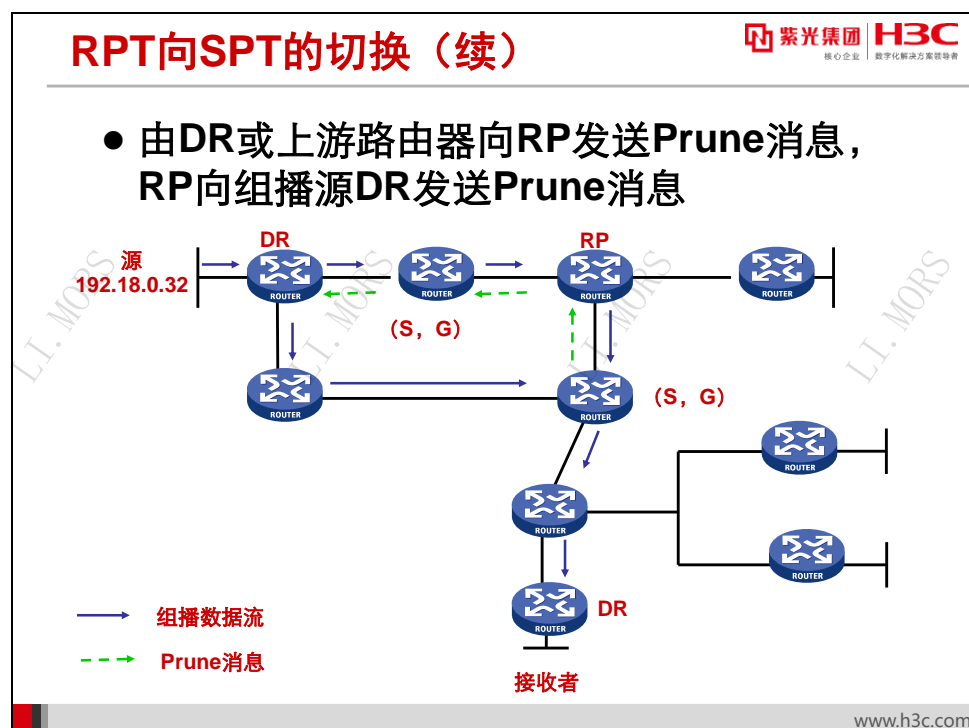 RPT向SPT的切换（续）
紫光集团
核心企业
H3C
数字化解决方案领导者
● 由DR或上游路由器向RP发送Prune消息，
RP向组播源DR发送Prune消息
DR
RP
源
192.18.0.32
ROUTER
ROUTER
ROUTER
ROUTER
（S，G）
ROUTER
ROUTER
（S，G）
ROUTER
ROUTER
ROUTER
ROUTER
DR
组播数据流
Prune消息
接收者
LI.MORS
LI.MORS
LI.MORS
LI.MORS
www.h3c.com